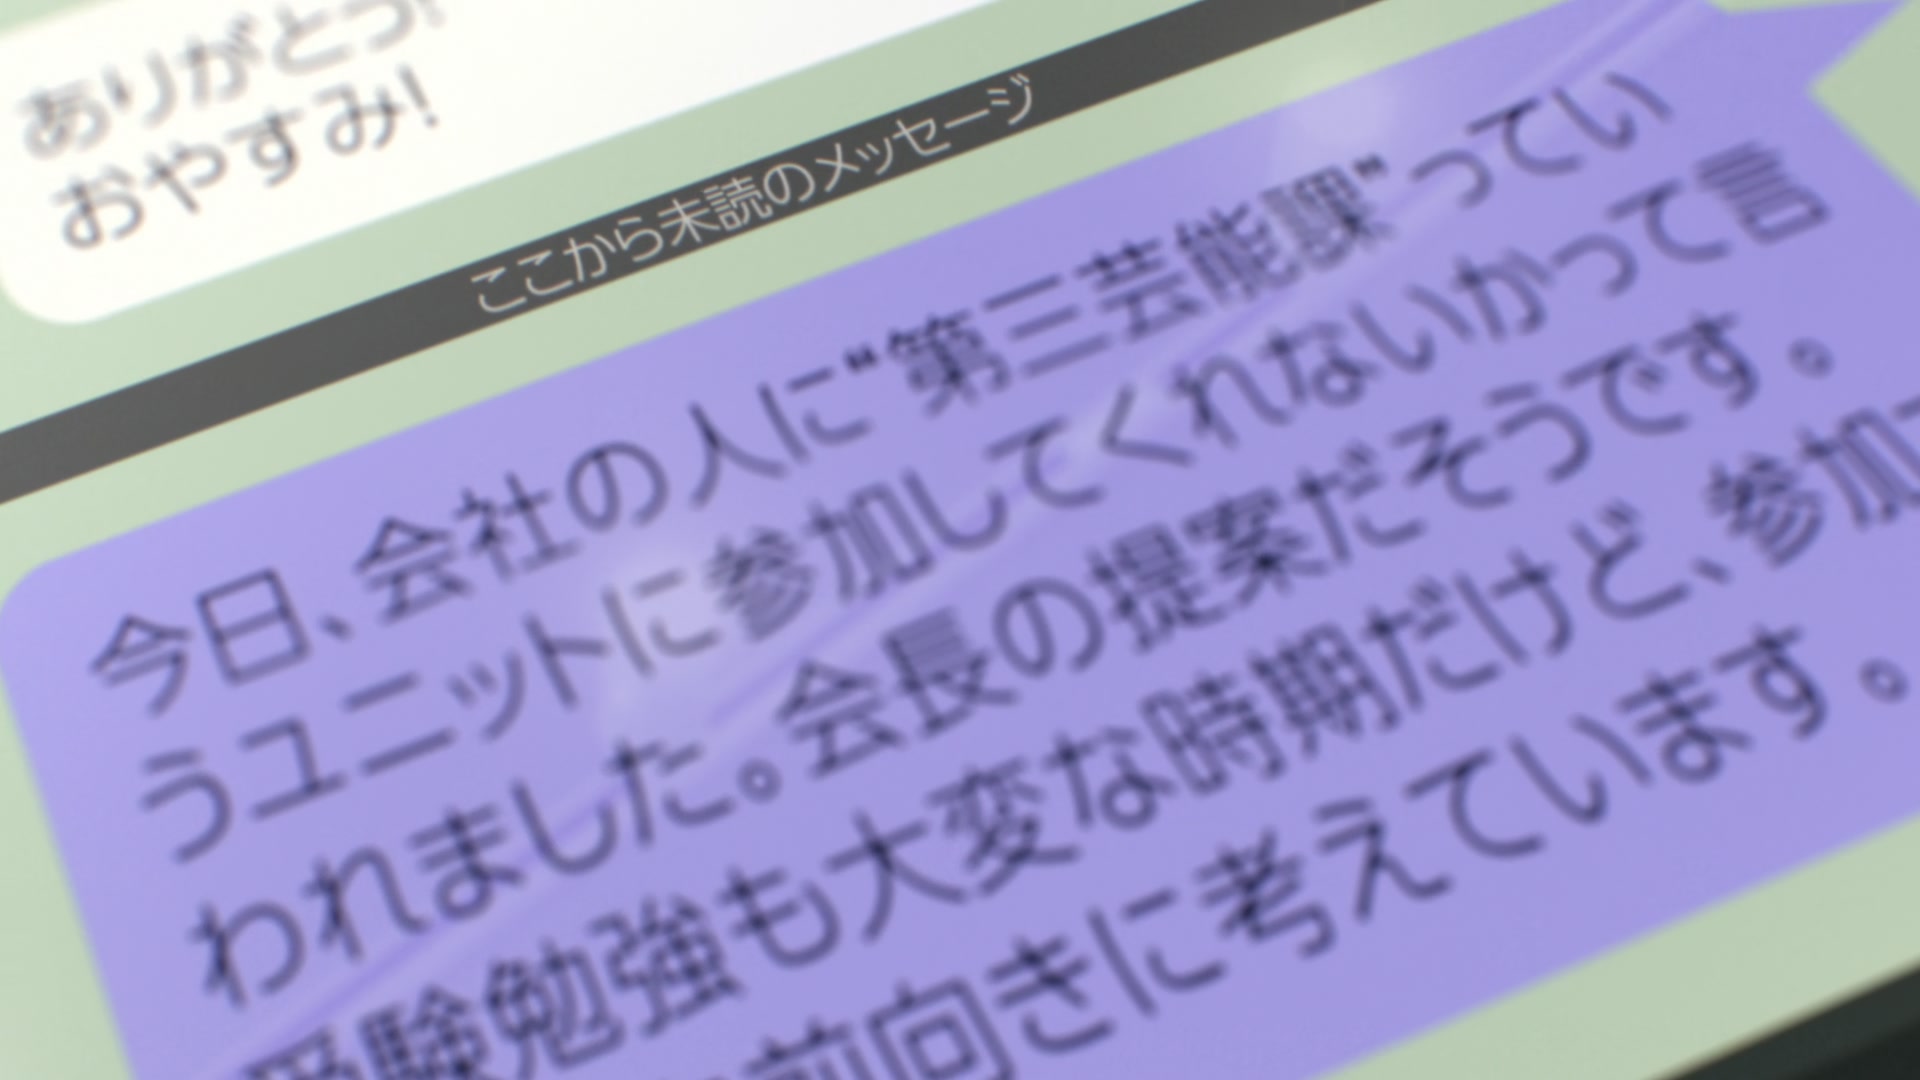 ありがとう!
おやすみ!
ここから未読のメッセージ
今日、会社の人に“第三芸能課”ってい
うユニットに参加してくれないかって言
われました。会長の提案だそうです。
受験勉強も大変な時期だけど、参加
前向きに考えています。